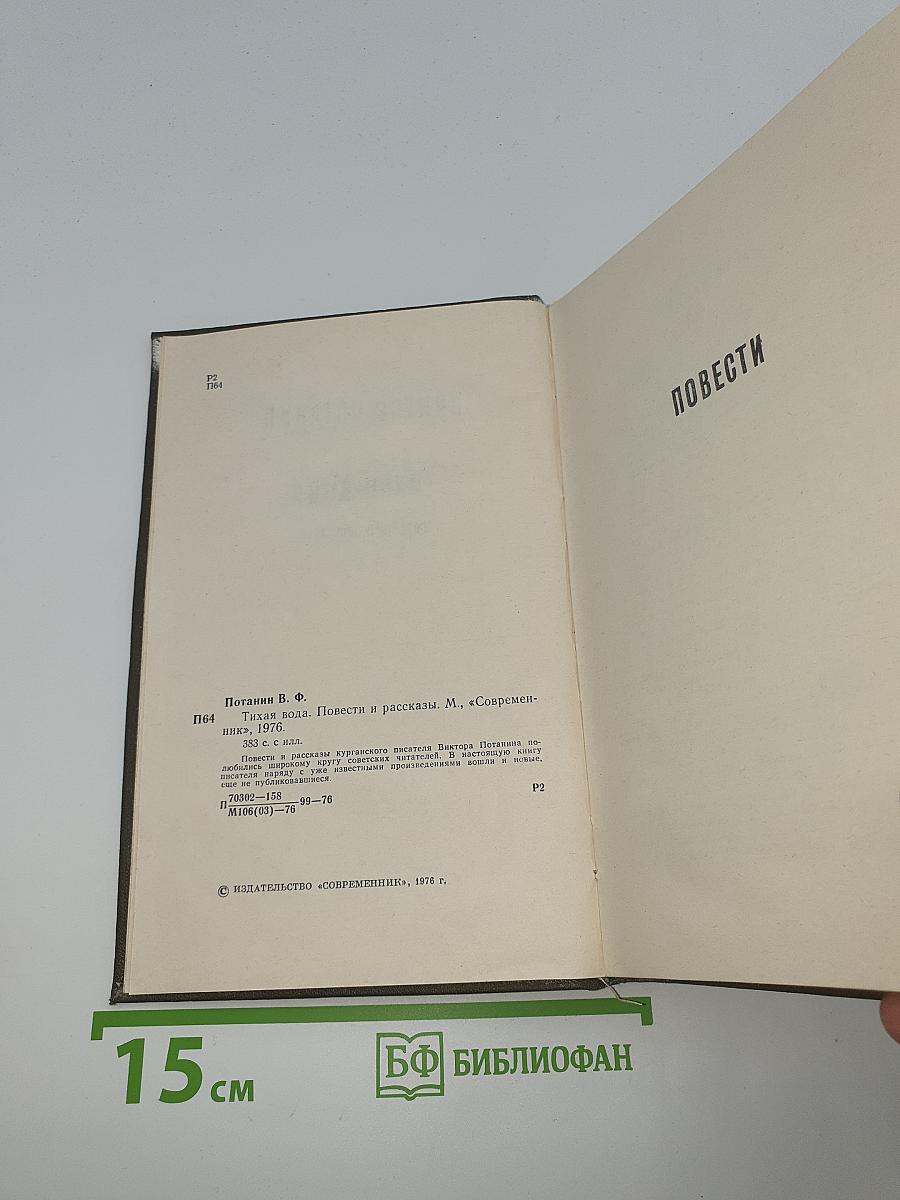 Р2
П64
Потанин В. Ф.
П64 Тихая вода. Повести и рассказы. М., «Современ-
ник», 1976.
383 с. с илл.
Повести и рассказы курганского писателя Виктора Потанина по-
любились широкому кругу советских читателей. В настоящую книгу
писателя наряду с уже известными произведениями вошли и новые,
еще не публиковавшиеся.
П 70302—158
М106(03)—76 99—76 Р2
© ИЗДАТЕЛЬСТВО «СОВРЕМЕННИК», 1976 г.
ПОВЕСТИ
15 см
БФ БИБЛИОФАН